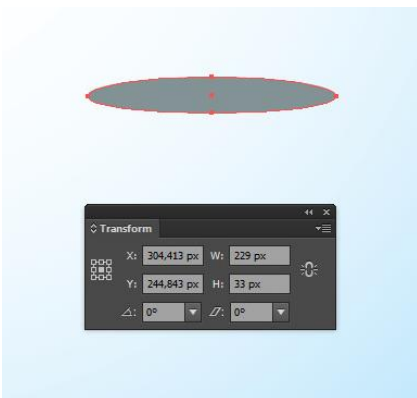 Transform
X: 304,413 px W: 229 px
Y: 244,843 px H: 33 px
0° 0°